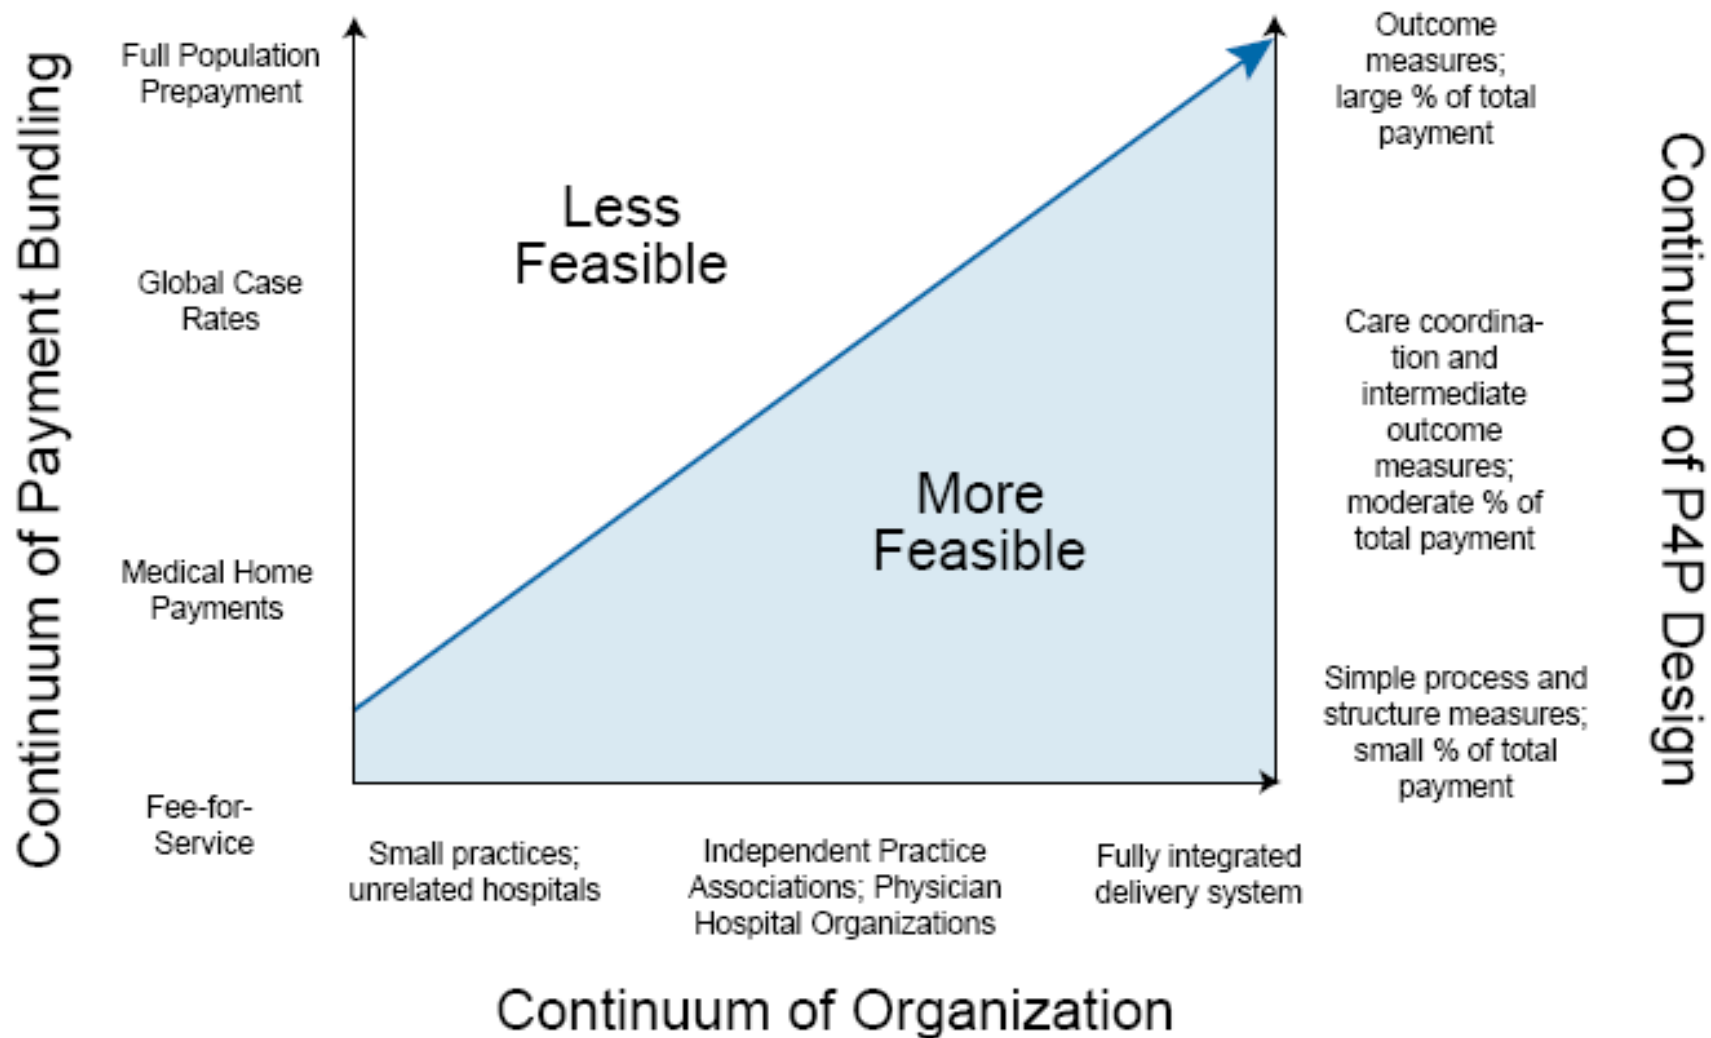 Continuum of Payment Bundling
Full Population
Prepayment
Global Case
Rates
Medical Home
Payments
Fee-for-
Service
Less
Feasible
More
Feasible
Outcome
measures;
large % of total
payment
Care coordina-
tion and
intermediate
outcome
measures;
moderate % of
total payment
Simple process and
structure measures;
small % of total
payment
Continuum of P4P Design
Small practices;
unrelated hospitals
Independent Practice
Associations; Physician
Hospital Organizations
Fully integrated
delivery system
Continuum of Organization